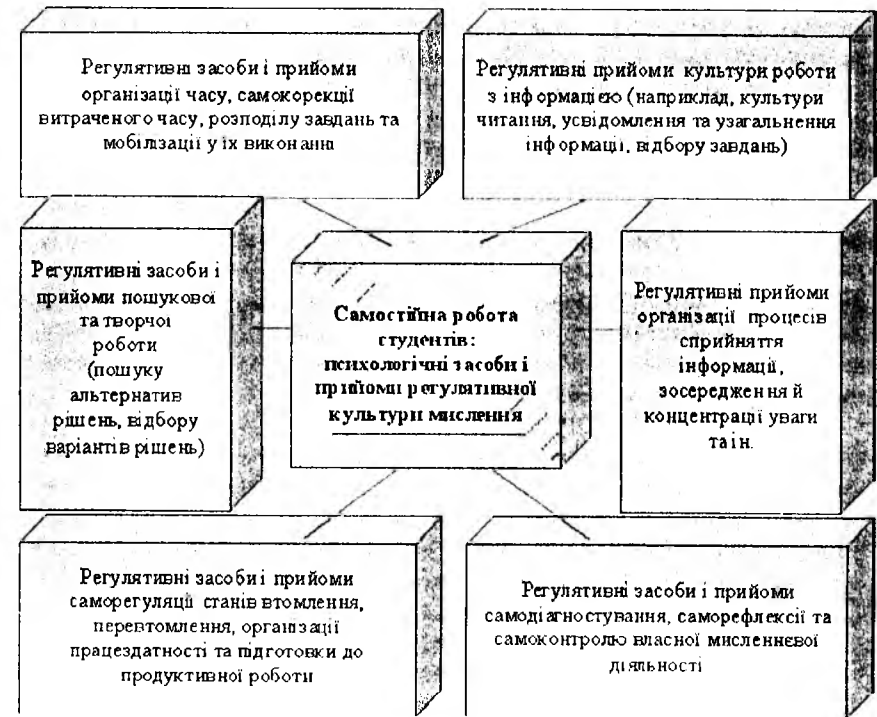 Регулятивні засоби і прийоми
організації часу, самокорекції
витраченого часу, розподілу завдань та
мобілізації у їх виконанні
Регулятивні прийоми культури роботи
з інформацією (наприклад, культури
читання, усвідомлення та узагальнення
інформації, відбору завдань)
Регулятивні засоби і
прийоми пошукової
та творчої
роботи
(пошуку
альтернатив
рішень, відбору
варіантів рішень)
Самостійна робота
студентів:
психологічні засоби і
прийоми регулятивної
культури мислення
Регулятивні прийоми
організації процесів
сприйняття
інформації,
зосередження й
концентрації уваги
та ін.
Регулятивні засоби і прийоми
саморегуляції станів втомлення,
перевтомлення, організації
працездатності та підготовки до
продуктивної роботи
Регулятивні засоби і прийоми
самодіагностування, саморефлексії та
самоконтролю власної мисленнєвої
діяльності